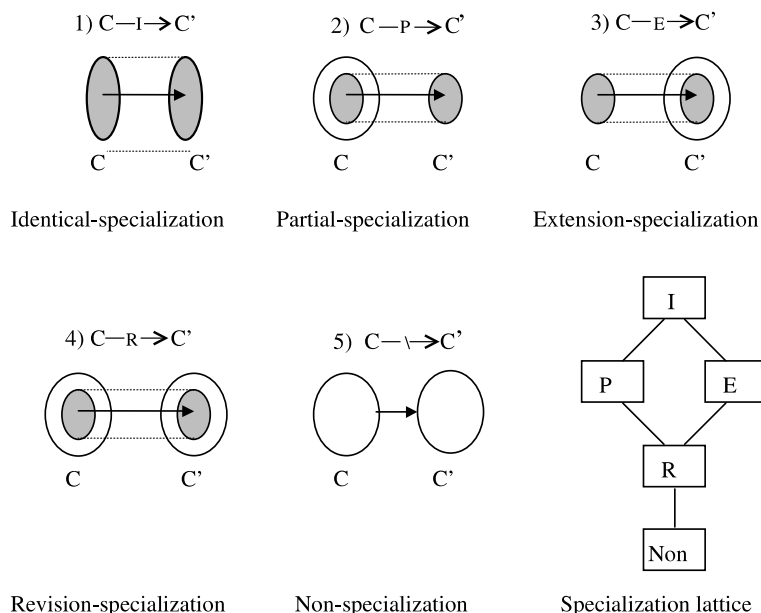 1) C—I→C’
2) C—P→C’
3) C—E→C’
C C’
C C’
C C’
Identical-specialization
Partial-specialization
Extension-specialization
4) C—R→C’
5) C—\→C’
C C’
C C’
I
P E
R
Non
Revision-specialization
Non-specialization
Specialization lattice